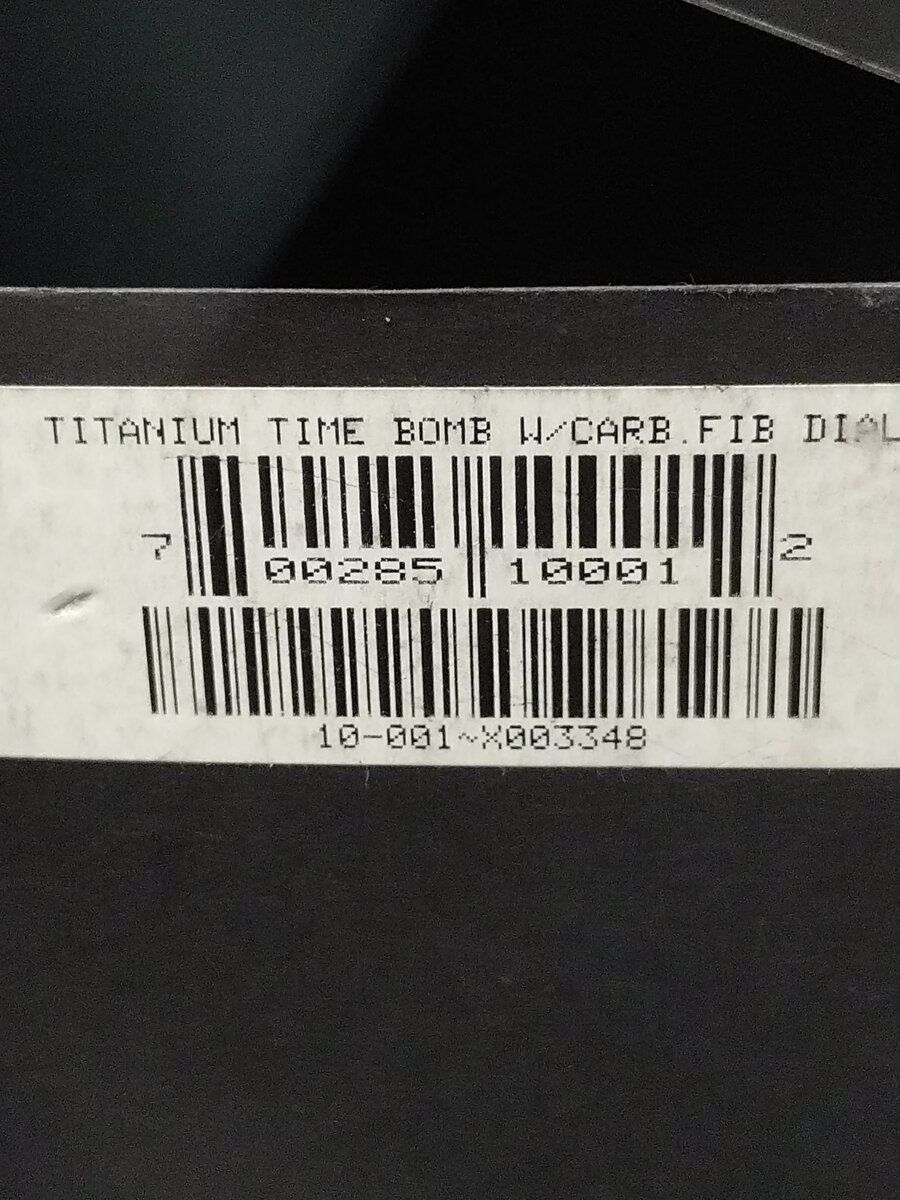 TITANIUM TIME BOMB W/CARB.FIB DIAL
7 00285 10001 2
10-001~X003348